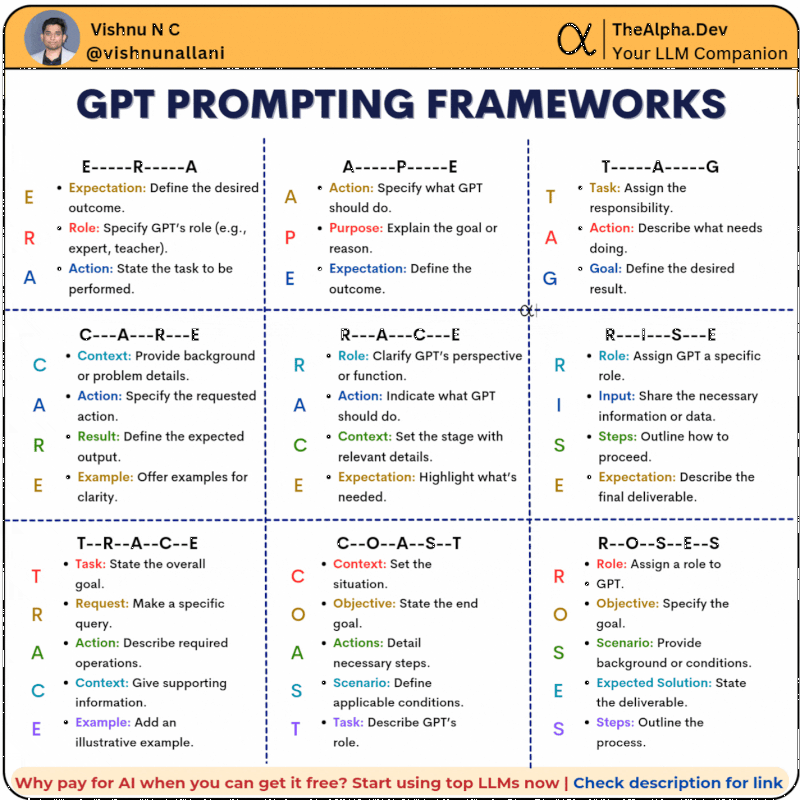 Vishnu N C
@vishnunallani
α
TheAlpha.Dev
Your LLM Companion
GPT PROMPTING FRAMEWORKS
E-----R-----A
E
R
A
• Expectation: Define the desired
outcome.
• Role: Specify GPT's role (e.g.,
expert, teacher).
• Action: State the task to be
performed.
A-----P---E
A
P
E
• Action: Specify what GPT
should do.
• Purpose: Explain the goal or
reason.
• Expectation: Define the
outcome.
T-----A-----G
T
A
G
• Task: Assign the
responsibility.
• Action: Describe what needs
doing.
• Goal: Define the desired
result.
α
C---A---R---E
C
A
R
E
• Context: Provide background
or problem details.
• Action: Specify the requested
action.
• Result: Define the expected
output.
• Example: Offer examples for
clarity.
R---A---C---E
R
A
C
E
• Role: Clarify GPT's perspective
or function.
• Action: Indicate what GPT
should do.
• Context: Set the stage with
relevant details.
• Expectation: Highlight what's
needed.
R---I---S---E
R
I
S
E
• Role: Assign GPT a specific
role.
• Input: Share the necessary
information or data.
• Steps: Outline how to
proceed.
• Expectation: Describe the
final deliverable.
T--R--A--C--E
T
R
A
C
E
• Task: State the overall
goal.
• Request: Make a specific
query.
• Action: Describe required
operations.
• Context: Give supporting
information.
• Example: Add an
illustrative example.
C--O--A--S--T
C
O
A
S
T
• Context: Set the
situation.
• Objective: State the end
goal.
• Actions: Detail
necessary steps.
• Scenario: Define
applicable conditions.
• Task: Describe GPT's
role.
R--O--S--E--S
R
O
S
E
S
• Role: Assign a role to
• GPT.
• Objective: Specify the
goal.
• Scenario: Provide
background or conditions.
• Expected Solution: State
the deliverable.
• Steps: Outline the
process.
Why pay for AI when you can get it free? Start using top LLMs now | Check description for link